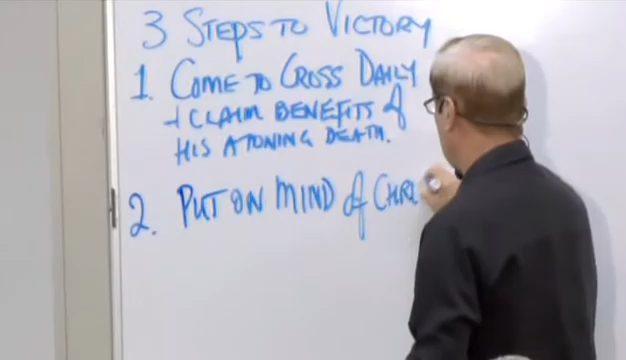 3 STEPS TO VICTORY
1. COME TO CROSS DAILY
+ CLAIM BENEFITS of
HIS ATONING DEATH.
2. PUT ON MIND of CHRI